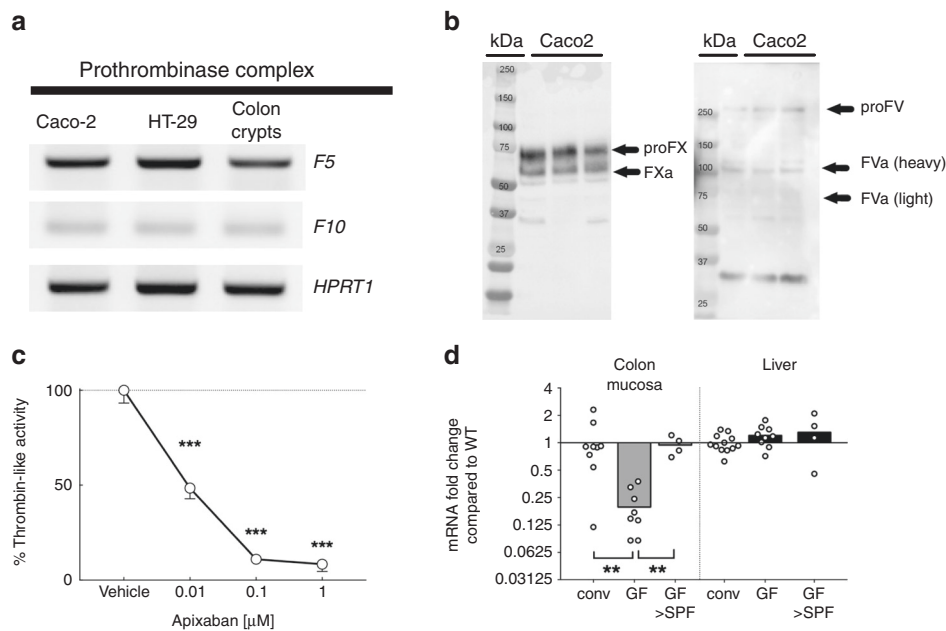 a
Prothrombinase complex
Caco-2 HT-29 Colon crypts
F5
F10
HPRT1
b
kDa Caco2
250
150
100
75
50
37
25
proFX
FXa
kDa Caco2
250
150
100
75
50
37
25
proFV
FVa (heavy)
FVa (light)
c
% Thrombin-like activity
100
50
0
***
***
***
Vehicle 0.01 0.1 1
Apixaban [μM]
d
Colon mucosa Liver
mRNA fold change
compared to WT
4
2
1
0.5
0.25
0.125
0.0625
0.03125
** **
conv GF GF >SPF conv GF GF >SPF